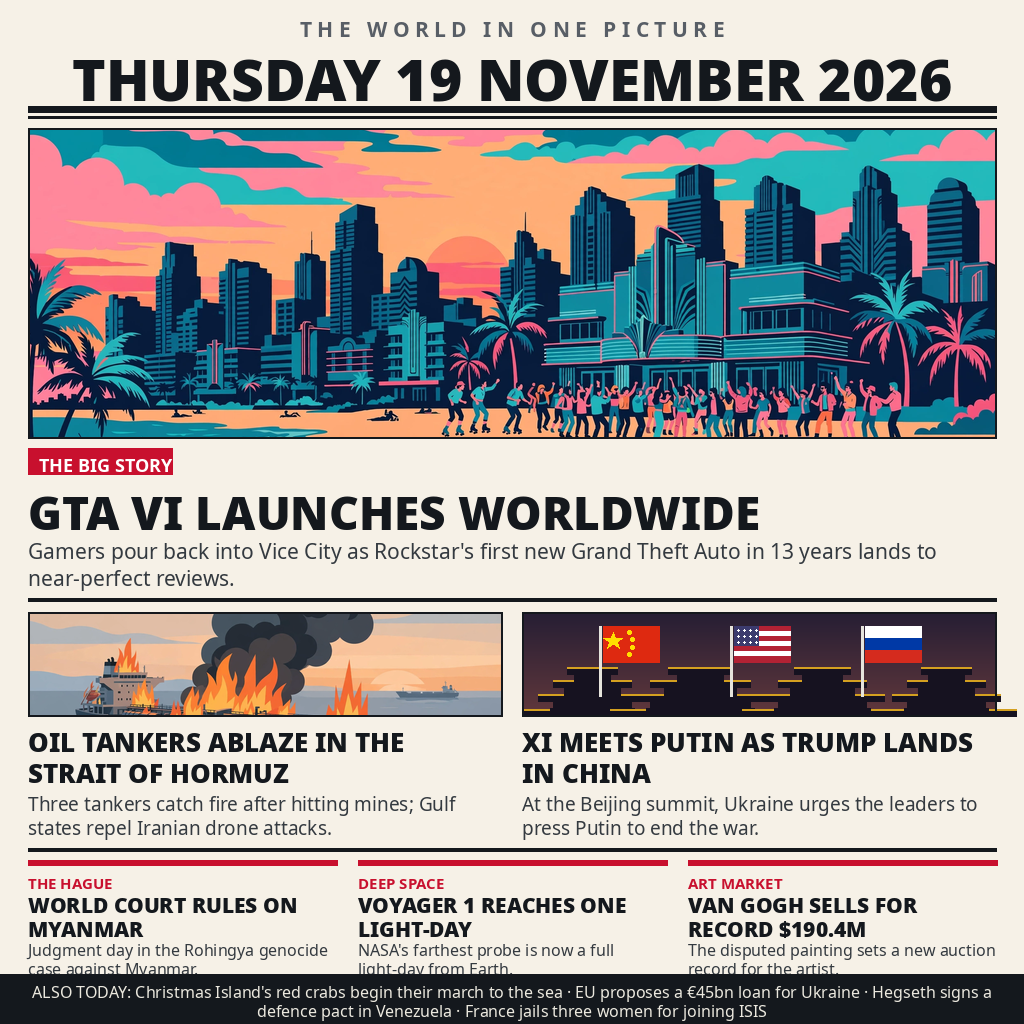 THE WORLD IN ONE PICTURE
THURSDAY 19 NOVEMBER 2026
THE BIG STORY
GTA VI LAUNCHES WORLDWIDE
Gamers pour back into Vice City as Rockstar's first new Grand Theft Auto in 13 years lands to
near-perfect reviews.
OIL TANKERS ABLAZE IN THE
STRAIT OF HORMUZ
Three tankers catch fire after hitting mines; Gulf
states repel Iranian drone attacks.
XI MEETS PUTIN AS TRUMP LANDS
IN CHINA
At the Beijing summit, Ukraine urges the leaders to
press Putin to end the war.
THE HAGUE
WORLD COURT RULES ON
MYANMAR
Judgment day in the Rohingya genocide
case against Myanmar.
DEEP SPACE
VOYAGER 1 REACHES ONE
LIGHT-DAY
NASA's farthest probe is now a full
light-day from Earth.
ART MARKET
VAN GOGH SELLS FOR
RECORD $190.4M
The disputed painting sets a new auction
record for the artist.
ALSO TODAY: Christmas Island's red crabs begin their march to the sea · EU proposes a €45bn loan for Ukraine · Hegseth signs a
defence pact in Venezuela · France jails three women for joining ISIS